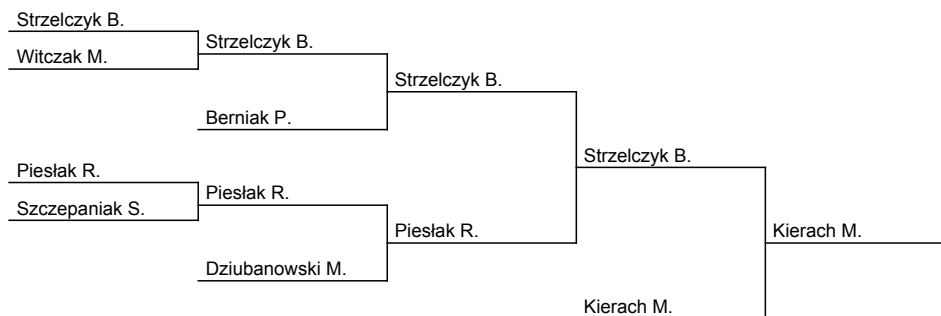 Strzelczyk B.
Witczak M.
Strzelczyk B.
Berniak P.
Strzelczyk B.
Piesłak R.
Szczepaniak S.
Piesłak R.
Dziubanowski M.
Piesłak R.
Strzelczyk B.
Kierach M.
Kierach M.